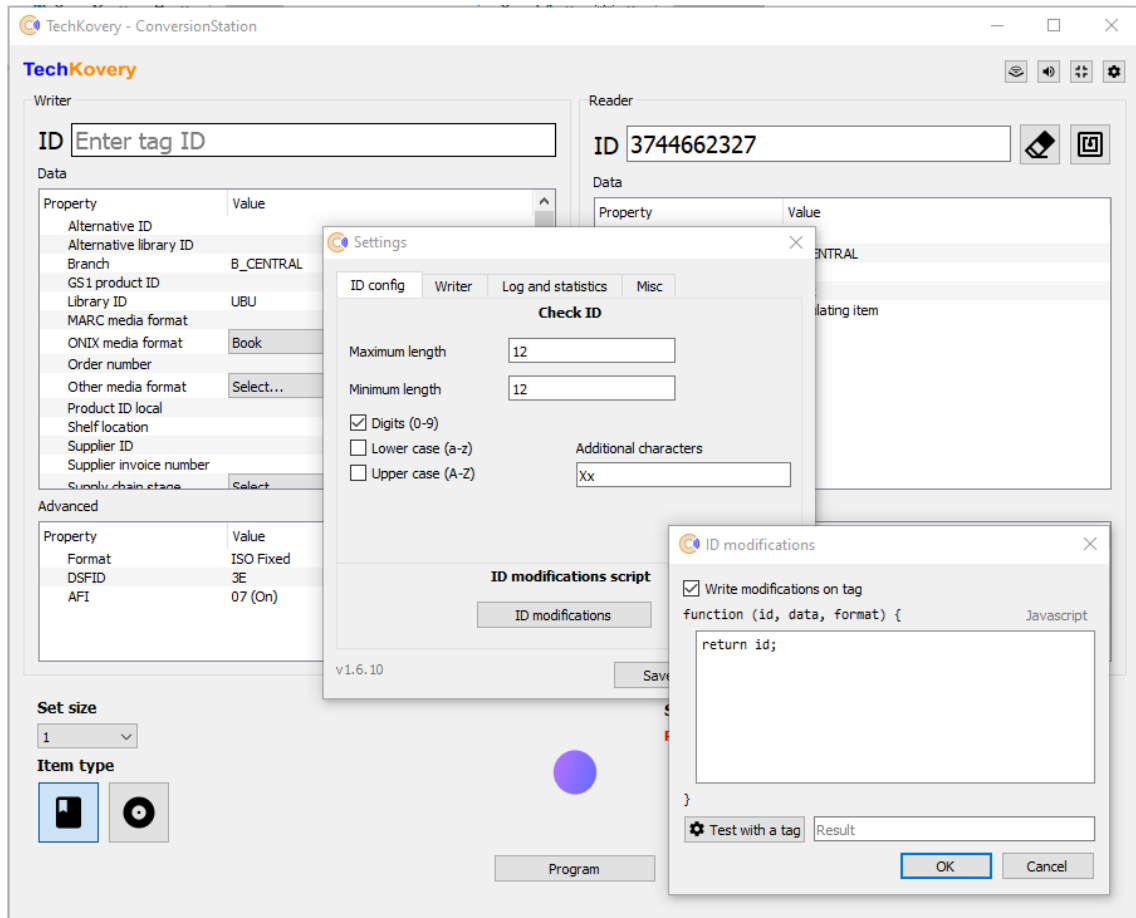 TechKovery - ConversionStation
TechKovery
Writer
ID Enter tag ID
Data
Property Value
Alternative ID
Alternative library ID
Branch B_CENTRAL
GS1 product ID
Library ID UBU
MARC media format
ONIX media format Book
Order number
Other media format Select...
Product ID local
Shelf location
Supplier ID
Supplier invoice number
Supply chain stage Select
Advanced
Property Value
Format ISO Fixed
DSFID 3E
AFI 07 (On)
Reader
ID 3744662327
Data
Property Value
ENTRAL
lating item
Settings
ID config Writer Log and statistics Misc
Check ID
Maximum length 12
Minimum length 12
Digits (0-9)
Lower case (a-z) Additional characters
Upper case (A-Z) Xx
ID modifications script
ID modifications
v1.6.10
Save
ID modifications
Write modifications on tag
function (id, data, format) { Javascript
return id;
}
Test with a tag Result
OK Cancel
Set size
1
Item type
Program